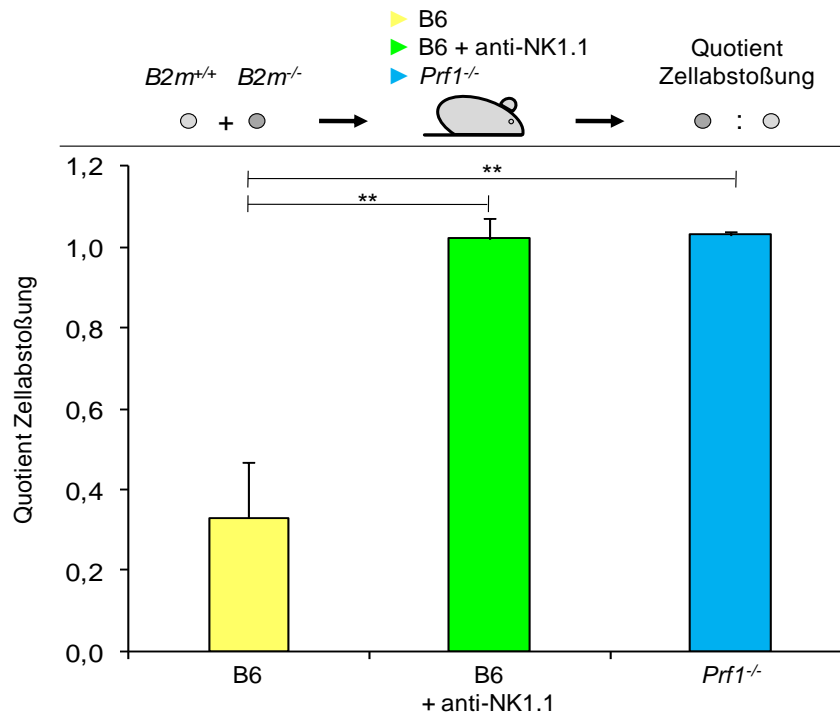 B6
B6 + anti-NK1.1
Prf1-/-
B2m+/+ B2m-/-
Quotient
Zellabstoßung
+
:
1,2
1,0
0,8
0,6
0,4
0,2
0,0
Quotient Zellabstoßung
**
**
B6
B6
+ anti-NK1.1
Prf1-/-